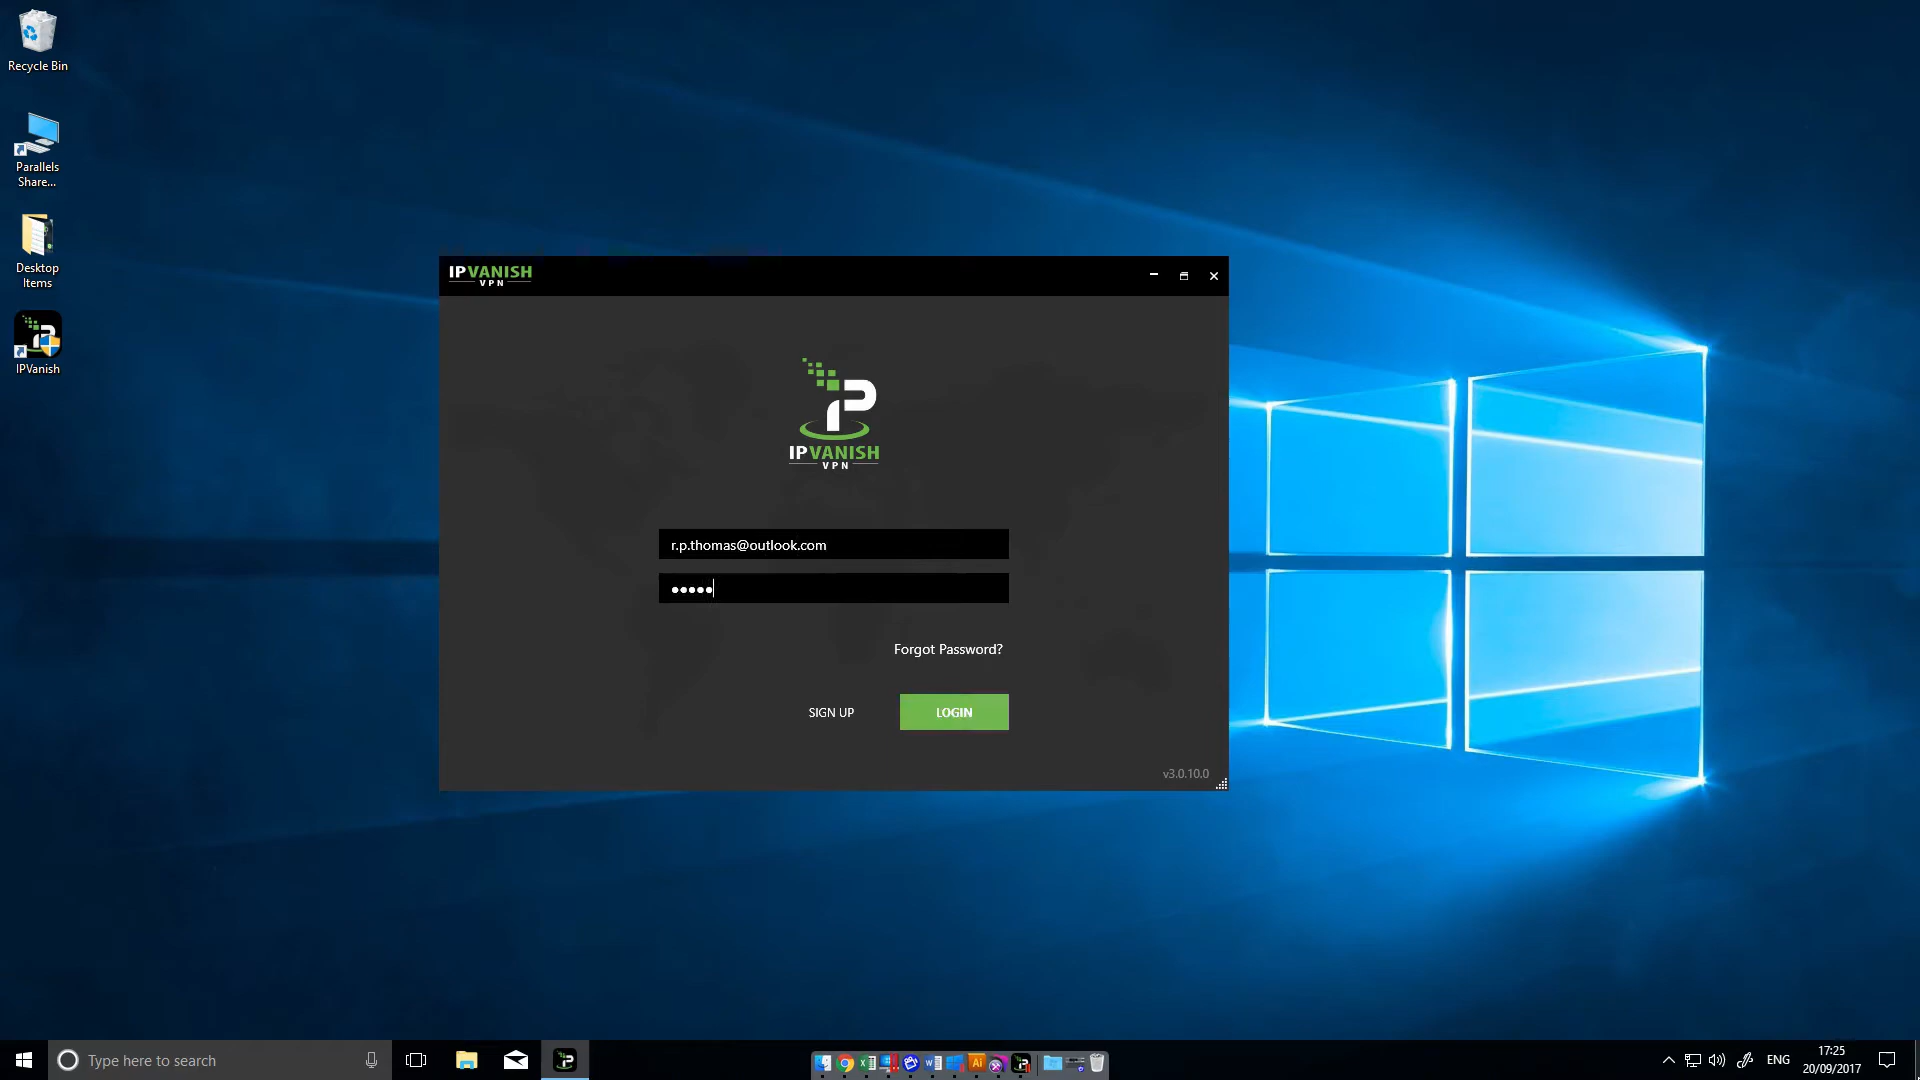 Recycle Bin
Parallels
Share...
Desktop
Items
IPVanish
IPVANISH
VPN
IPVANISH
VPN
r.p.thomas@outlook.com
●●●●●
Forgot Password?
SIGN UP
LOGIN
v3.0.10.0
Type here to search
ENG
17:25
20/09/2017